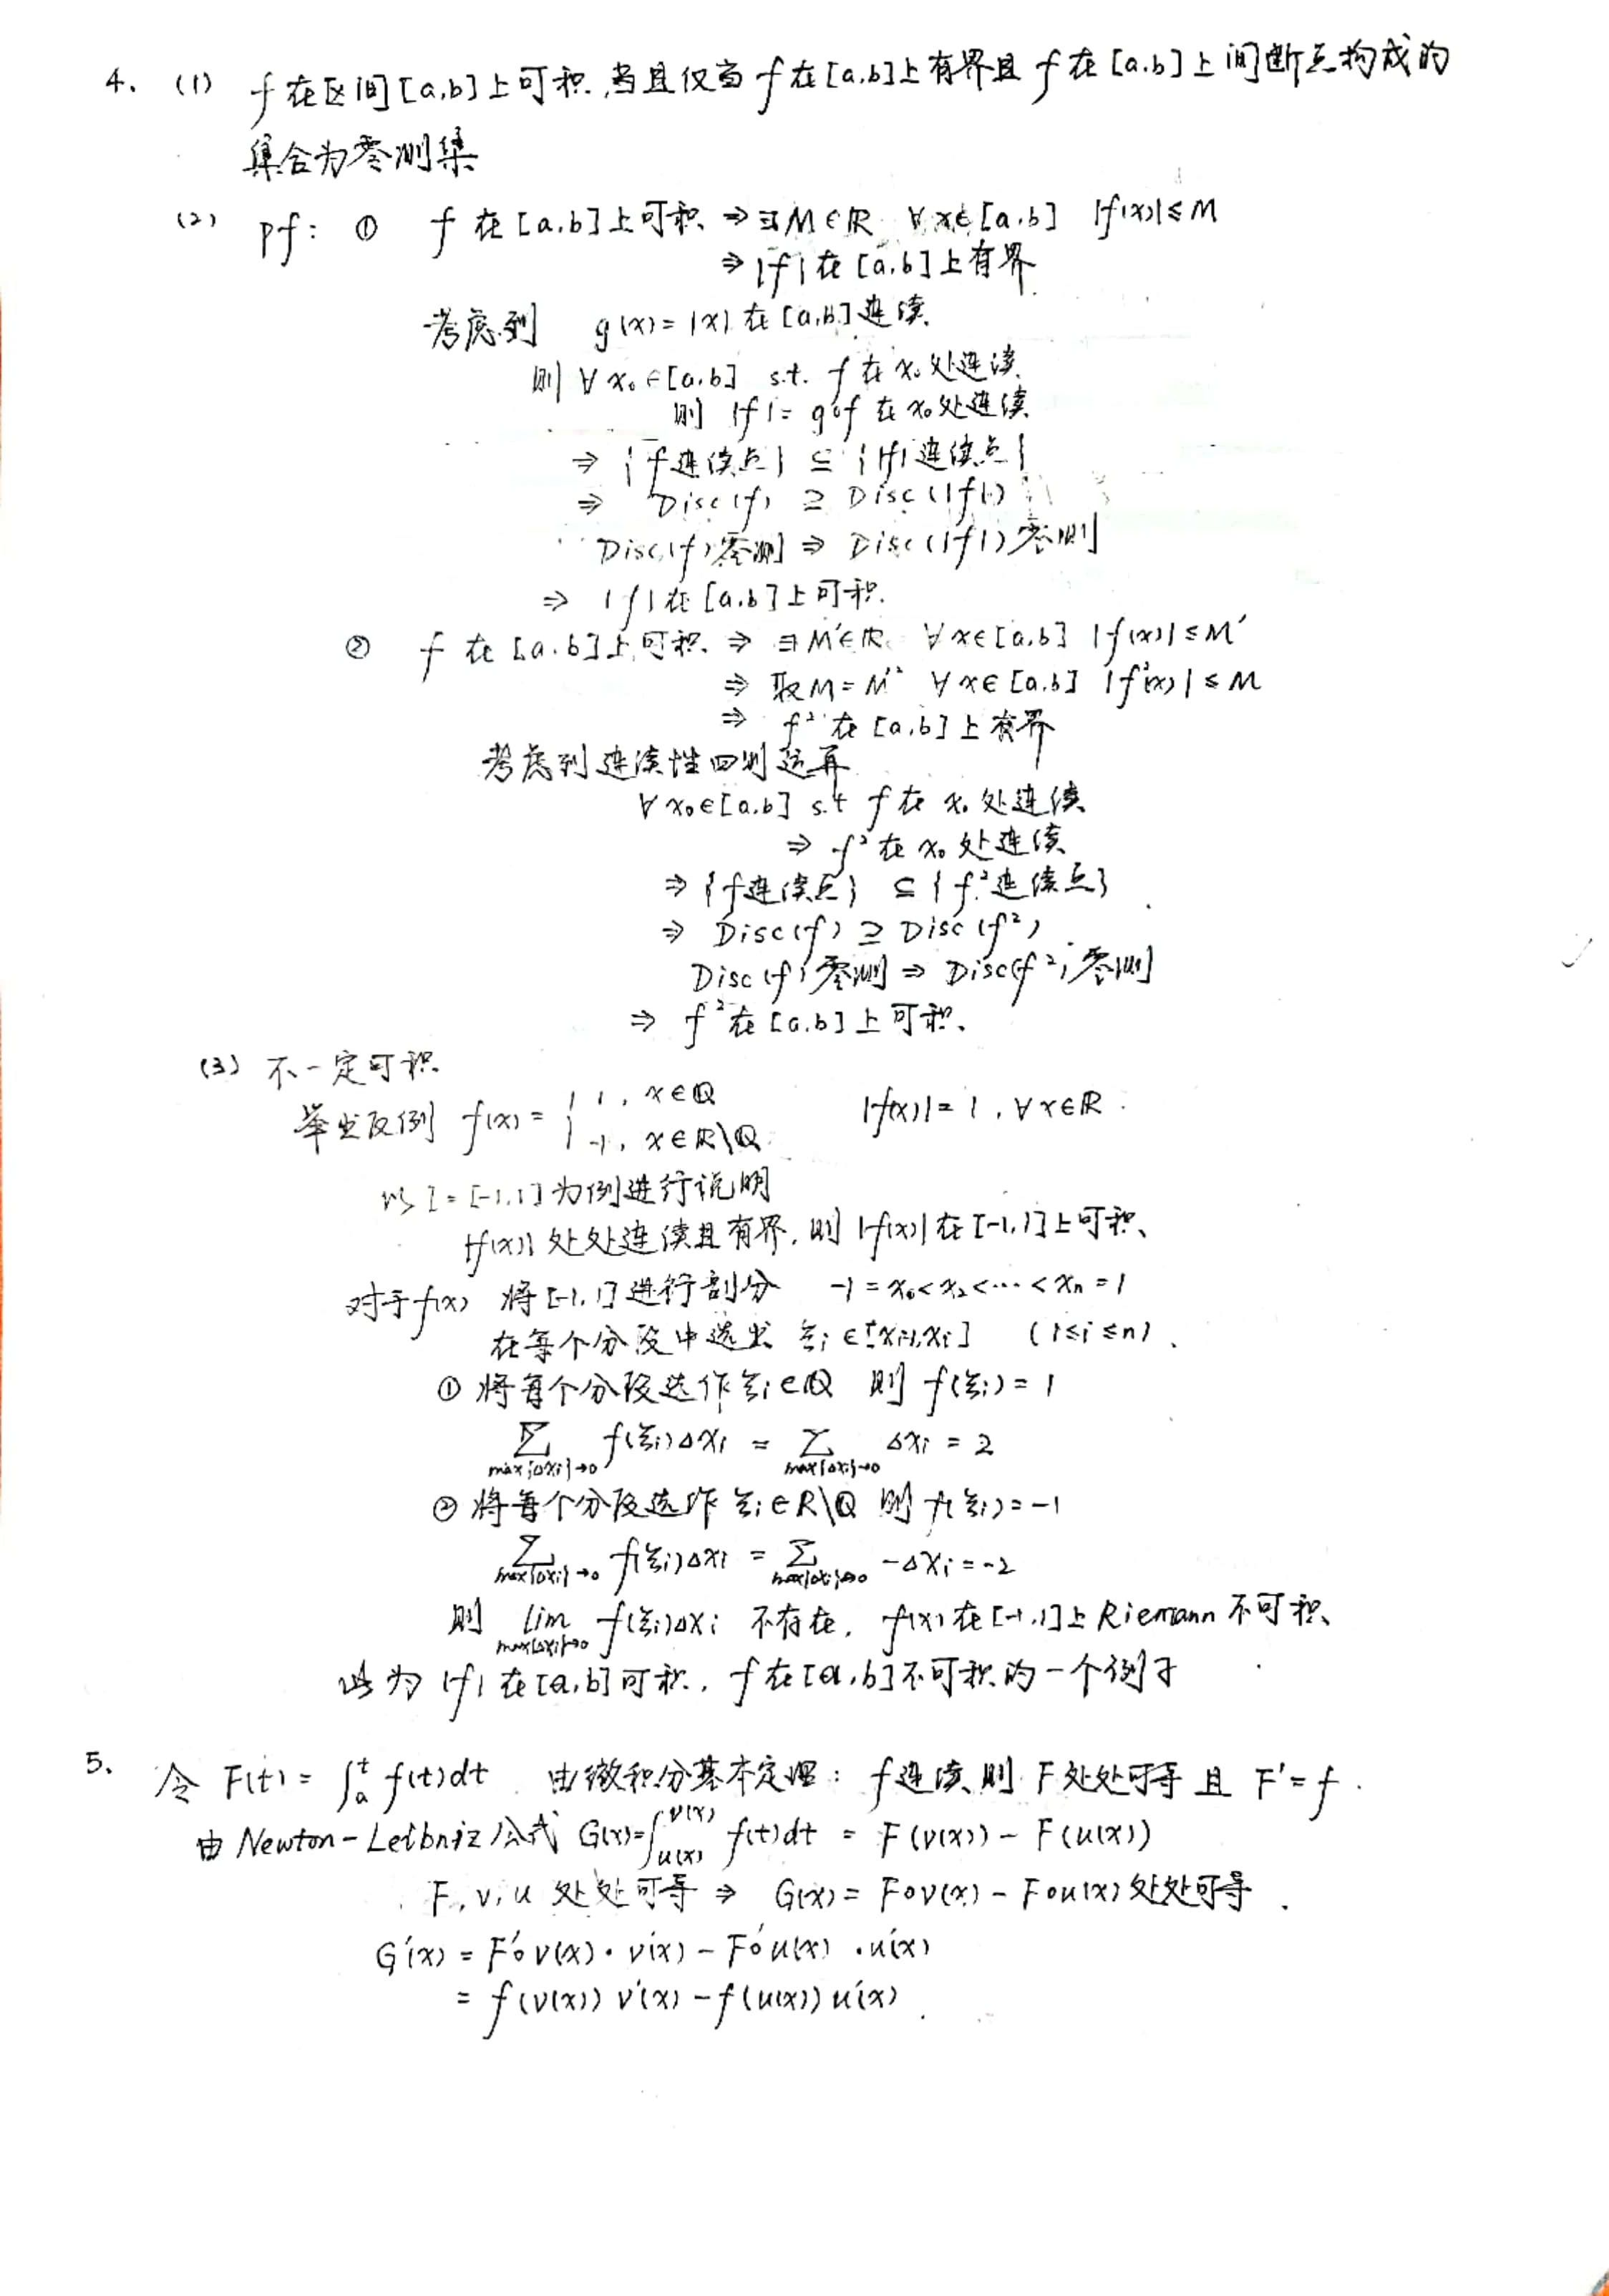 4. (1) f在区间[a,b]上可积,当且仅当f在[a,b]上有界且f在[a,b]上间断点构成的
集合为零测集
(2) pf: ① f在[a,b]上可积 ⇒ ∃M∈ℝ ∀x∈[a,b] |f(x)|≤M
⇒ |f|在[a,b]上有界
考虑到 g(x)=|x|在[a,b]连续
则∀x₀∈[a,b] s.t. f在x₀处连续
则 |f|=g∘f在x₀处连续
⇒ {f连续点} ⊆ {|f|连续点}
⇒ Disc(f) ⊇ Disc(|f|)
Disc(f)零测 ⇒ Disc(|f|)零测
⇒ |f|在[a,b]上可积.
② f在[a,b]上可积 ⇒ ∃M'∈ℝ ∀x∈[a,b] |f(x)|≤M'
⇒ 取M=M'² ∀x∈[a,b] |f²(x)|≤M
⇒ f²在[a,b]上有界
考虑到连续性四则运算
∀x₀∈[a,b] s.t f在x₀处连续
⇒ f²在x₀处连续
⇒ {f连续点} ⊆ {f²连续点}
⇒ Disc(f) ⊇ Disc(f²)
Disc(f)零测 ⇒ Disc(f²)零测
⇒ f²在[a,b]上可积、
(3) 不一定可积
举出反例 f(x)= { 1, x∈ℚ |f(x)|=1, ∀x∈ℝ.
-1, x∈ℝ\ℚ
以I=[-1,1]为例进行说明
|f(x)|处处连续且有界,则|f(x)|在[-1,1]上可积、
对于f(x) 将[-1,1]进行剖分 -1=x₀<x₂<⋯<xₙ=1
在每个分段中选出 ξᵢ∈[xᵢ₋₁,xᵢ] (1≤i≤n).
① 将每个分段选作ξᵢ∈ℚ 则 f(ξᵢ)=1
∑_{max{Δxᵢ}→0} f(ξᵢ)Δxᵢ = ∑_{max{Δxᵢ}→0} Δxᵢ = 2
② 将每个分段选作ξᵢ∈R\ℚ 则 f(ξᵢ)=-1
∑_{max{Δxᵢ}→0} f(ξᵢ)Δxᵢ = ∑_{max{Δxᵢ}→0} -Δxᵢ=-2
则 lim_{max{Δxᵢ}→0} f(ξᵢ)Δxᵢ 不存在, f(x)在[-1,1]上Riemann不可积、
此为|f|在[a,b]可积, f在[a,b]不可积的一个例子
5. 令 F(t)=∫ₐᵗ f(t)dt 由微积分基本定理: f连续则F处处可导且 F'=f.
由Newton-Leibniz公式 G(x)=∫_{u(x)}^{v(x)} f(t)dt = F(v(x))-F(u(x))
F,v,u处处可导 ⇒ G(x)=F∘v(x)-F∘u(x)处处可导.
G'(x)=F'∘v(x)·v'(x)-F'∘u(x)·u'(x)
=f(v(x))v'(x)-f(u(x))u'(x).